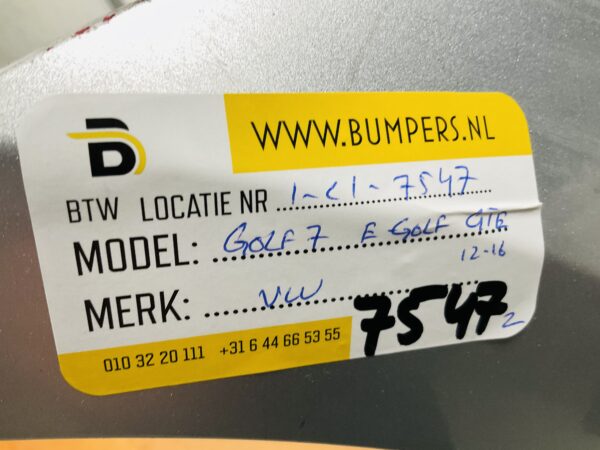 WWW.BUMPERS.NL
BTW LOCATIE NR 1-C1-7547
MODEL: GOLF 7 E GOLF GTE
12-16
MERK: VW
7547 2
010 32 20 111 +31 6 44 66 53 55